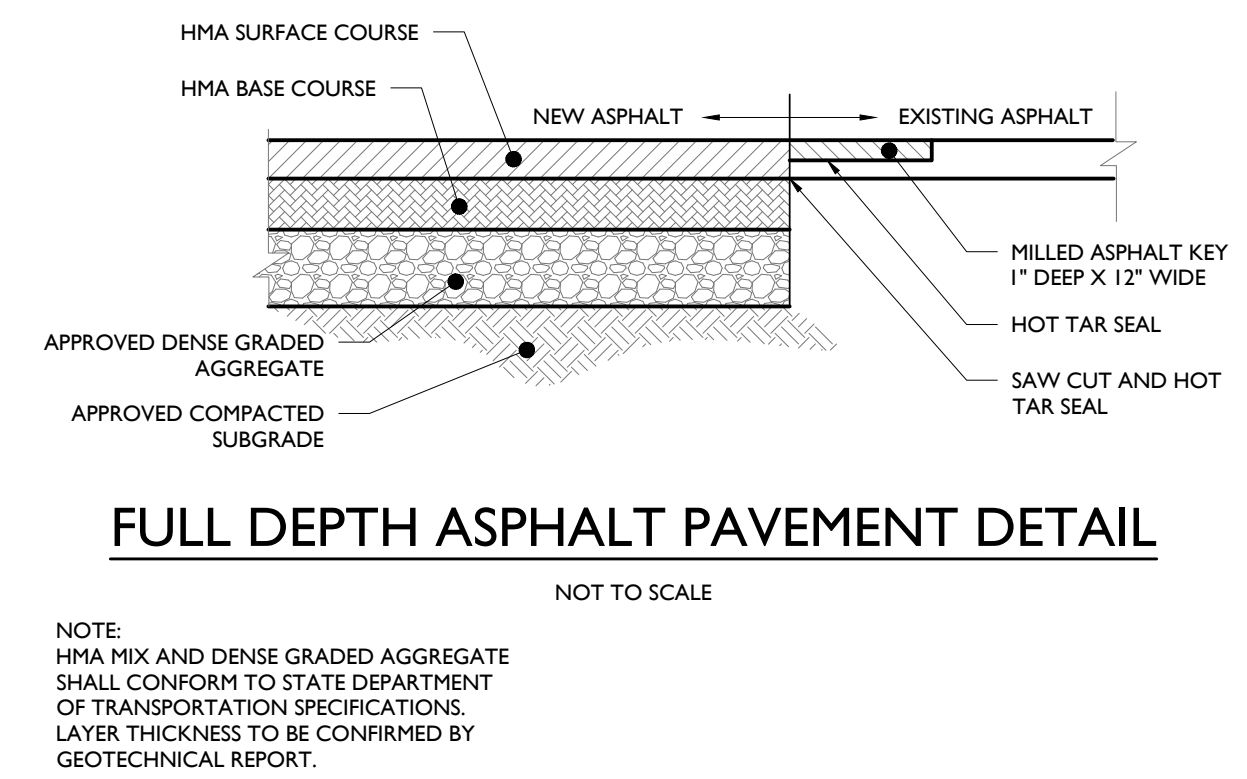 HMA SURFACE COURSE
HMA BASE COURSE
NEW ASPHALT
EXISTING ASPHALT
MILLED ASPHALT KEY
1" DEEP X 12" WIDE
HOT TAR SEAL
SAW CUT AND HOT
TAR SEAL
APPROVED DENSE GRADED
AGGREGATE
APPROVED COMPACTED
SUBGRADE
FULL DEPTH ASPHALT PAVEMENT DETAIL
NOT TO SCALE
NOTE:
HMA MIX AND DENSE GRADED AGGREGATE
SHALL CONFORM TO STATE DEPARTMENT
OF TRANSPORTATION SPECIFICATIONS.
LAYER THICKNESS TO BE CONFIRMED BY
GEOTECHNICAL REPORT.